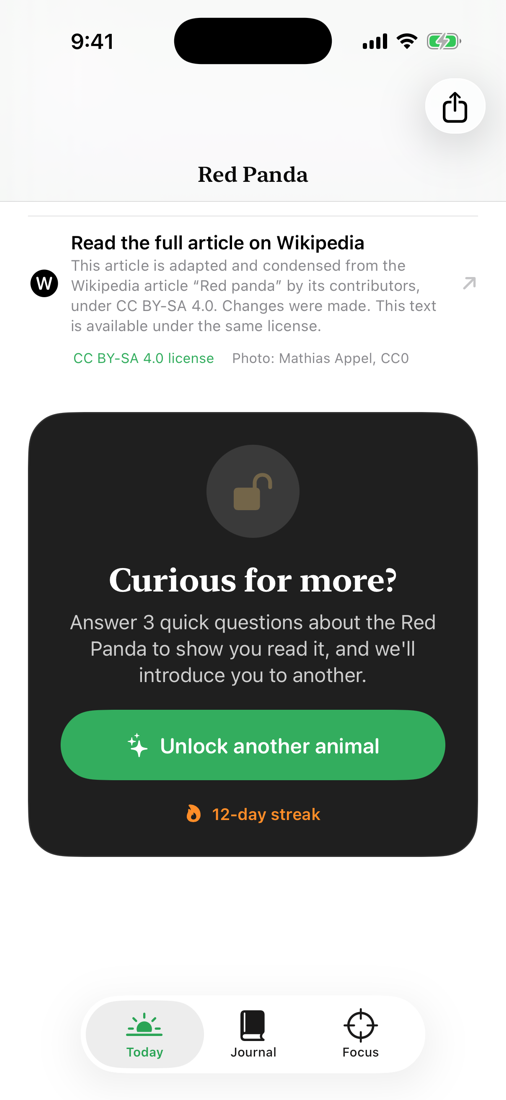 9:41
Red Panda
Read the full article on Wikipedia
W
This article is adapted and condensed from the
Wikipedia article “Red panda” by its contributors,
under CC BY-SA 4.0. Changes were made. This text
is available under the same license.
CC BY-SA 4.0 license Photo: Mathias Appel, CC0
Curious for more?
Answer 3 quick questions about the Red
Panda to show you read it, and we'll
introduce you to another.
Unlock another animal
12-day streak
Today Journal Focus